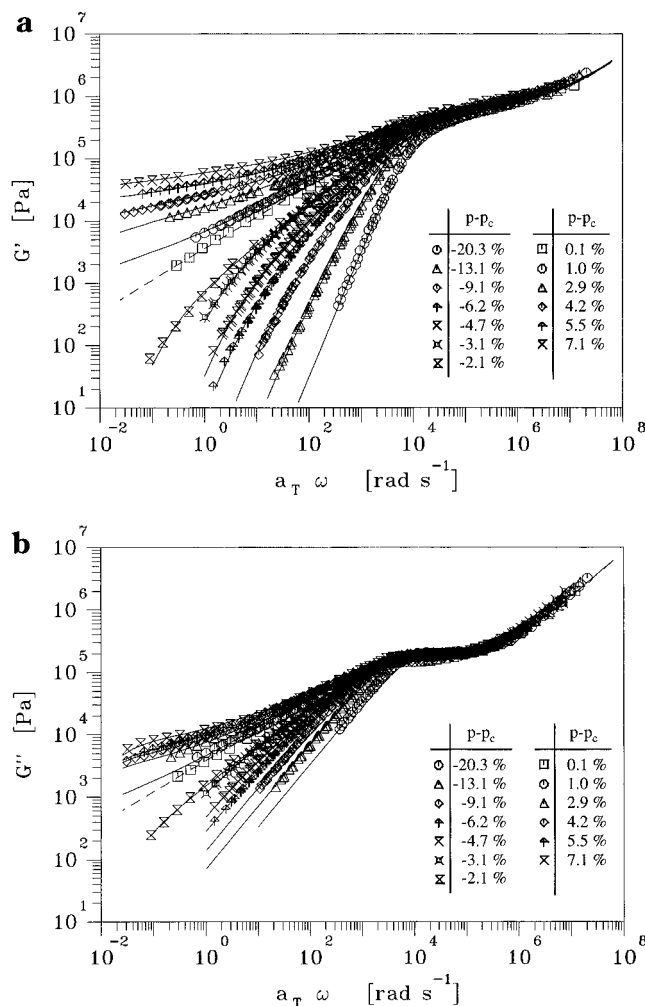 a
10^7
10^6
10^5
10^4
10^3
10^2
10^1
G' [Pa]
p-p_c p-p_c
-20.3 % 0.1 %
-13.1 % 1.0 %
-9.1 % 2.9 %
-6.2 % 4.2 %
-4.7 % 5.5 %
-3.1 % 7.1 %
-2.1 %
10^-2 10^0 10^2 10^4 10^6 10^8
a_T ω [rad s^-1]
b
10^7
10^6
10^5
10^4
10^3
10^2
10^1
G'' [Pa]
p-p_c p-p_c
-20.3 % 0.1 %
-13.1 % 1.0 %
-9.1 % 2.9 %
-6.2 % 4.2 %
-4.7 % 5.5 %
-3.1 % 7.1 %
-2.1 %
10^-2 10^0 10^2 10^4 10^6 10^8
a_T ω [rad s^-1]